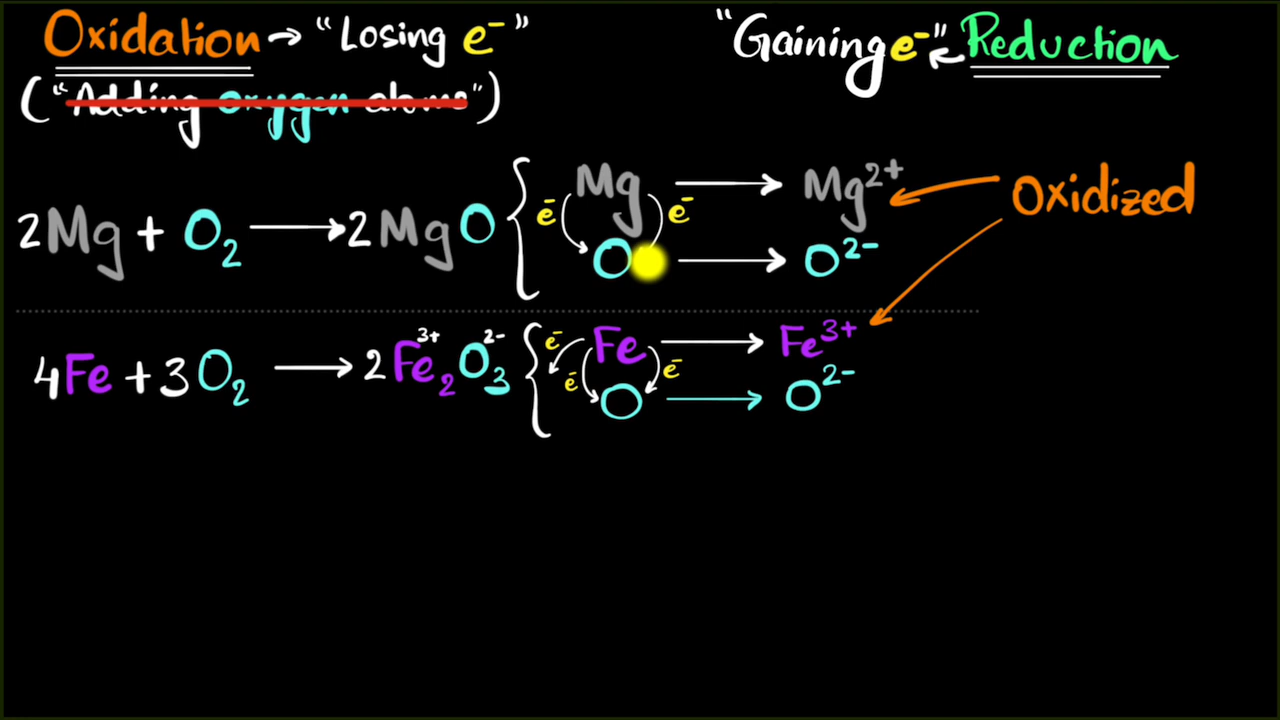 Oxidation → "Losing e⁻"
"Gaining e⁻" ← Reduction
("Adding oxygen atoms")
2Mg + O₂ → 2MgO { Mg → Mg²⁺ Oxidized
e⁻ e⁻
O → O²⁻
4Fe + 3O₂ → 2Fe₂³⁺O₃²⁻ { Fe → Fe³⁺
e⁻ e⁻ e⁻
O → O²⁻